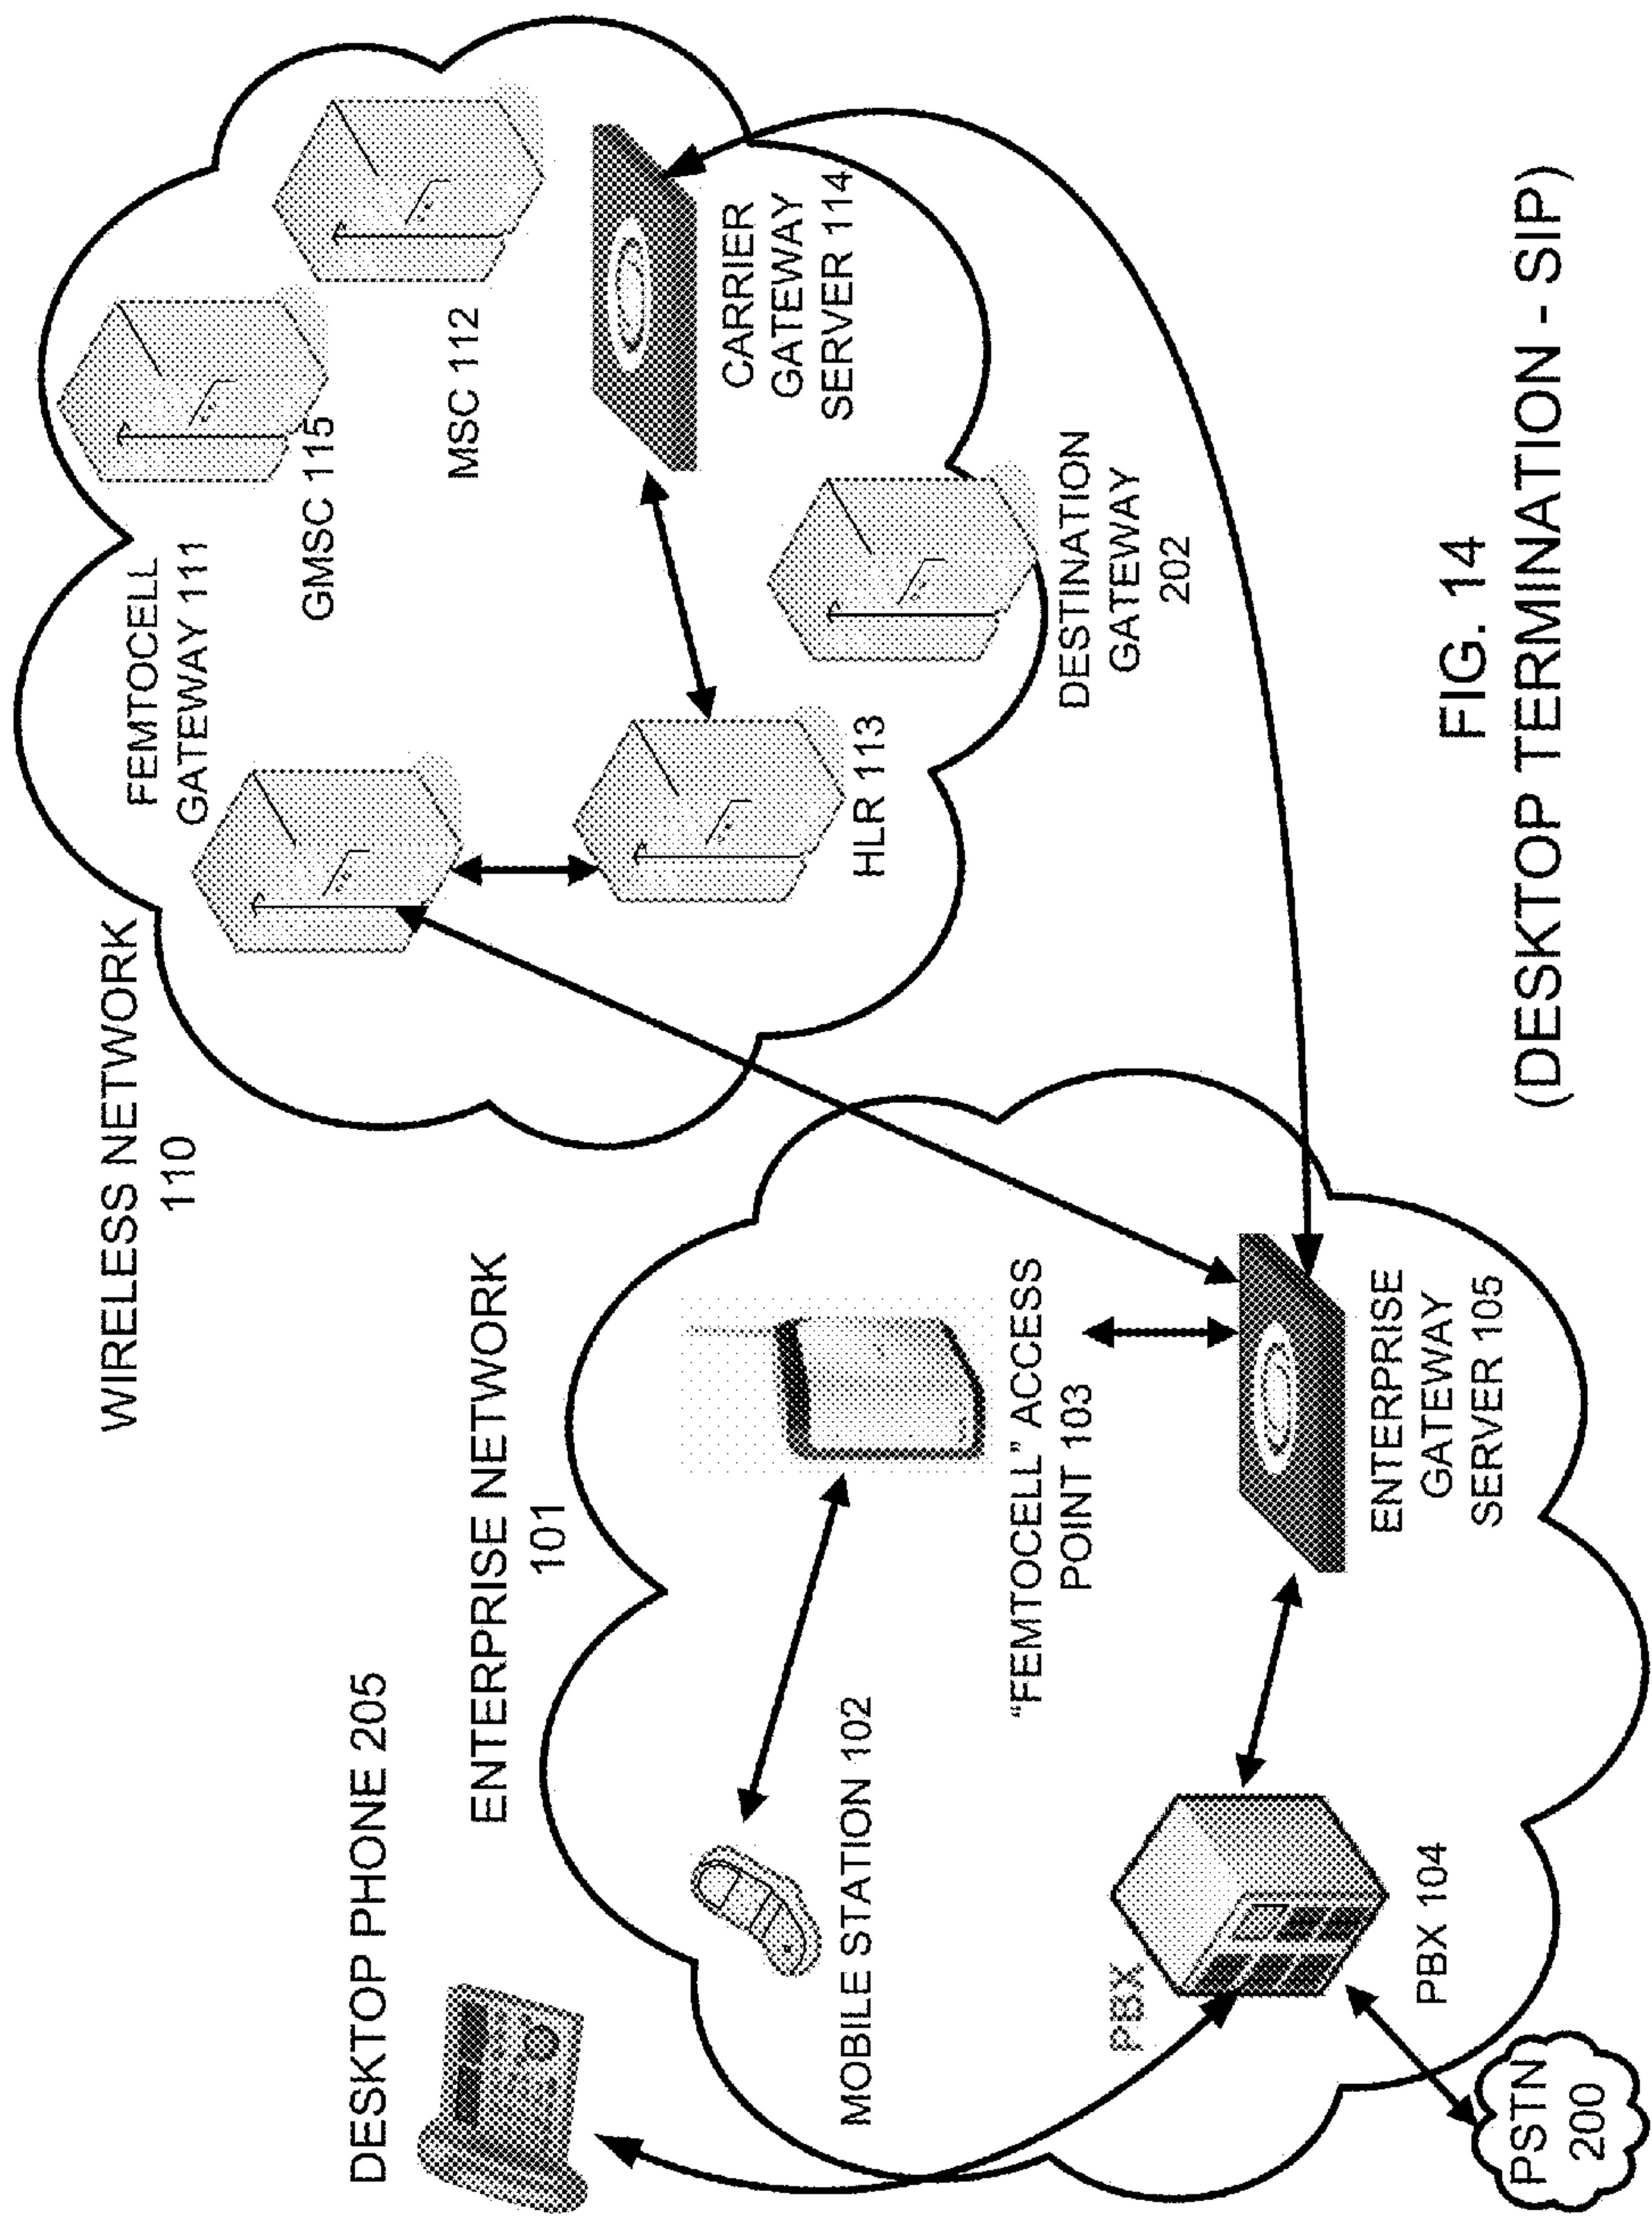 WIRELESS NETWORK
110
FEMTOCELL
GATEWAY 111
GMSC 115
MSC 112
CARRIER
GATEWAY
SERVER 114
HLR 113
DESTINATION
GATEWAY
202
DESKTOP PHONE 205
ENTERPRISE NETWORK
101
MOBILE STATION 102
"FEMTOCELL" ACCESS
POINT 103
PBX
PBX 104
ENTERPRISE
GATEWAY
SERVER 105
PSTN
200
FIG. 14
(DESKTOP TERMINATION - SIP)